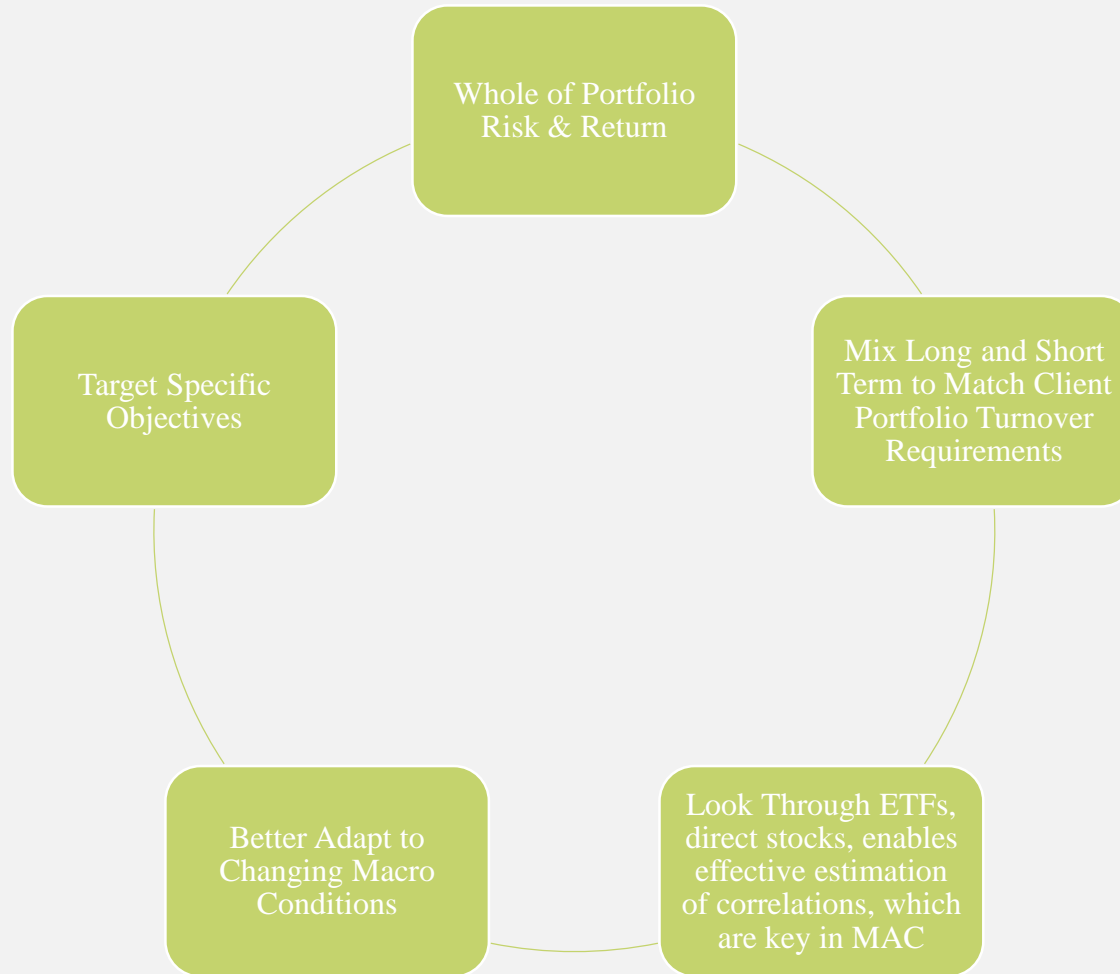 Whole of Portfolio
Risk & Return
Mix Long and Short
Term to Match Client
Portfolio Turnover
Requirements
Look Through ETFs,
direct stocks, enables
effective estimation
of correlations, which
are key in MAC
Better Adapt to
Changing Macro
Conditions
Target Specific
Objectives